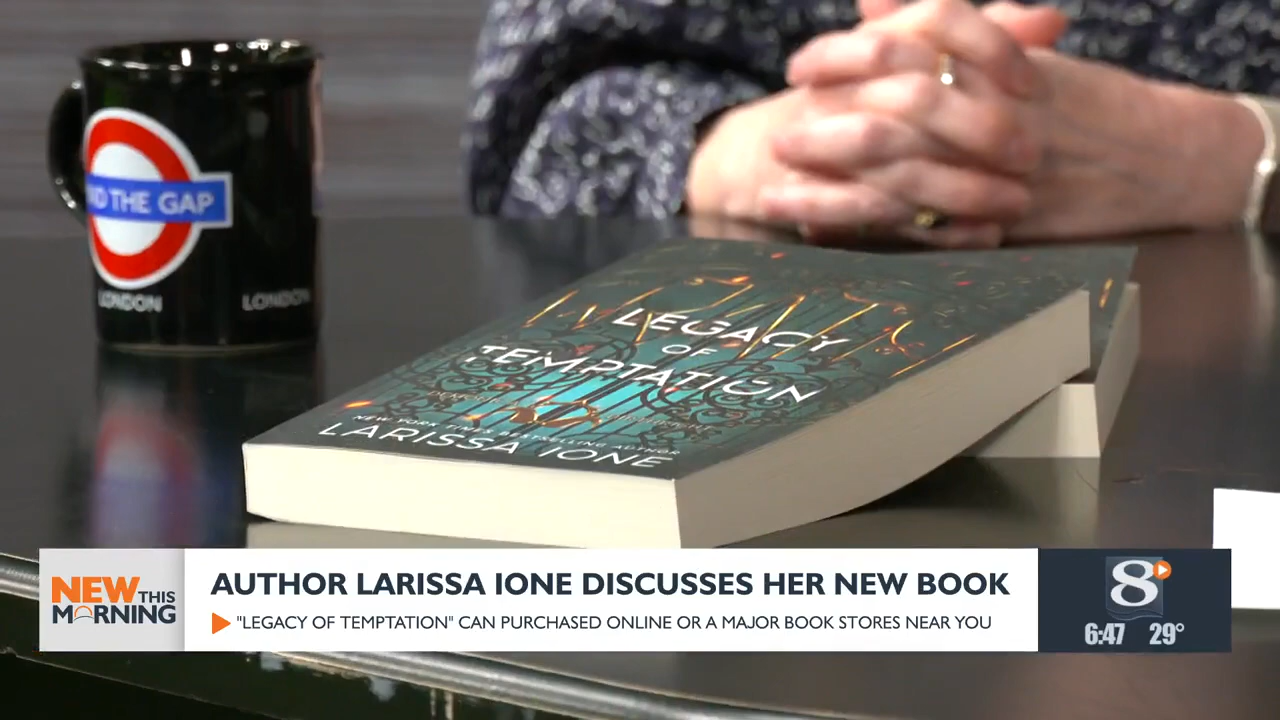 ND THE GAP
LONDON
LONDON
LEGACY
OF
TEMPTATION
NEW YORK TIMES BESTSELLING AUTHOR
LARISSA IONE
NEW THIS
MORNING
AUTHOR LARISSA IONE DISCUSSES HER NEW BOOK
"LEGACY OF TEMPTATION" CAN PURCHASED ONLINE OR A MAJOR BOOK STORES NEAR YOU
8
6:47 29°